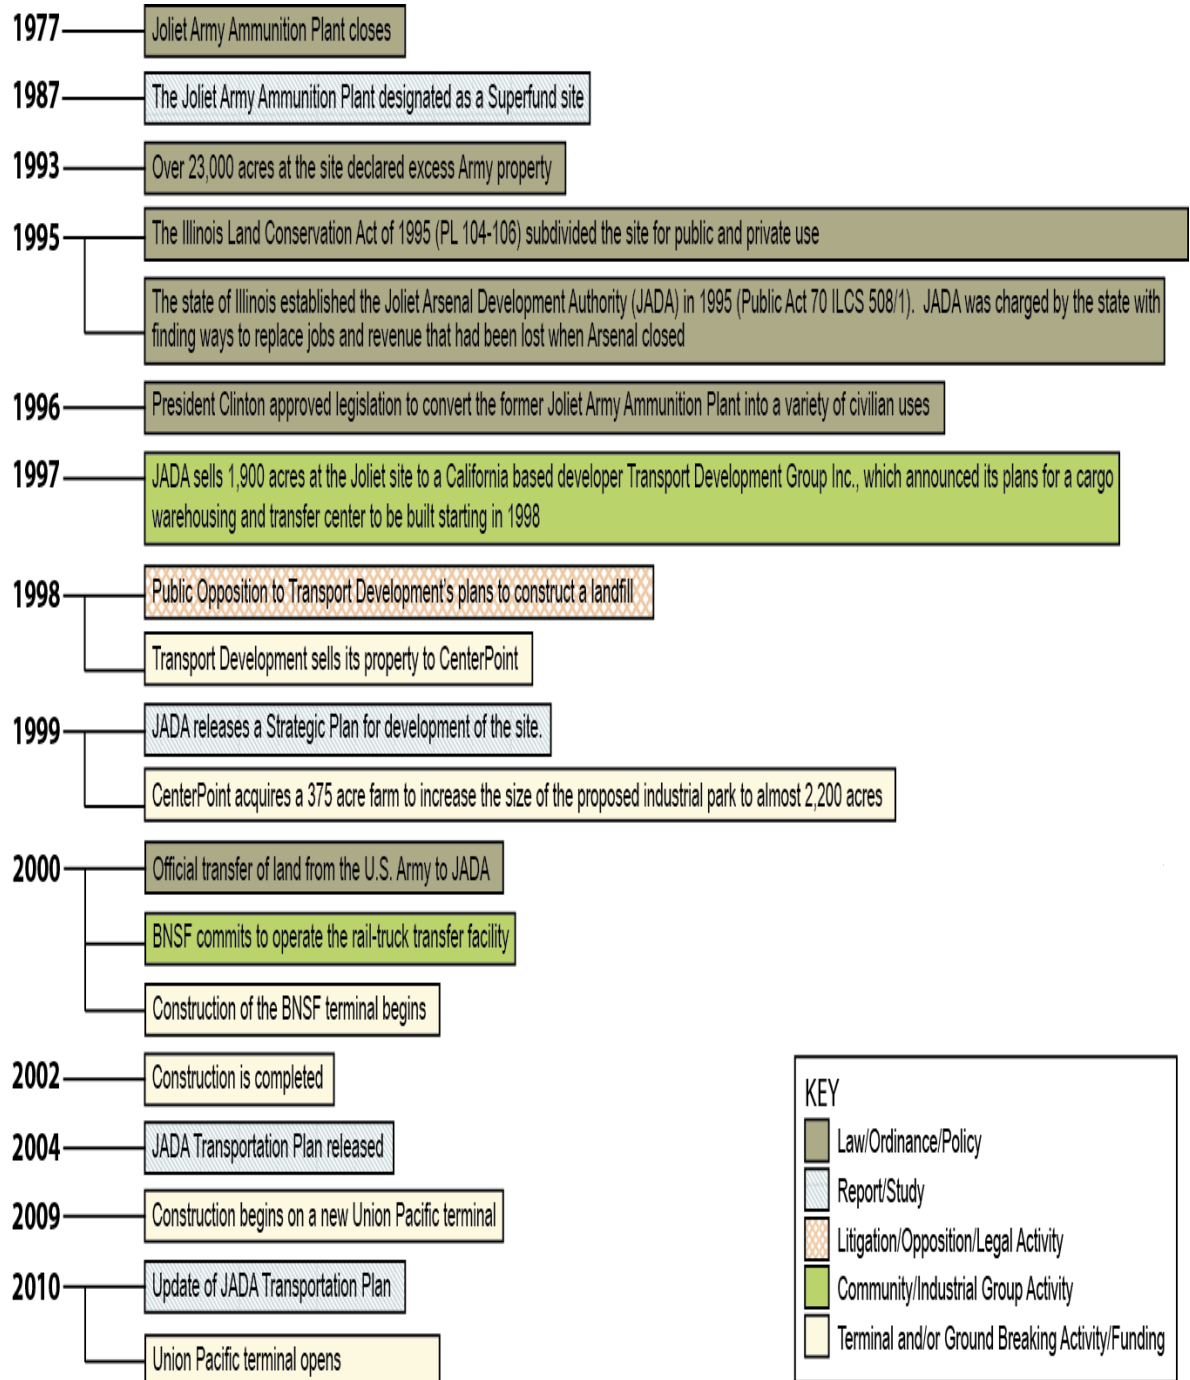 1977
Joliet Army Ammunition Plant closes
1987
The Joliet Army Ammunition Plant designated as a Superfund site
1993
Over 23,000 acres at the site declared excess Army property
1995
The Illinois Land Conservation Act of 1995 (PL 104-106) subdivided the site for public and private use
The state of Illinois established the Joliet Arsenal Development Authority (JADA) in 1995 (Public Act 70 ILCS 508/1).  JADA was charged by the state with
finding ways to replace jobs and revenue that had been lost when Arsenal closed
1996
President Clinton approved legislation to convert the former Joliet Army Ammunition Plant into a variety of civilian uses
1997
JADA sells 1,900 acres at the Joliet site to a California based developer Transport Development Group Inc., which announced its plans for a cargo
warehousing and transfer center to be built starting in 1998
1998
Public Opposition to Transport Development's plans to construct a landfill
Transport Development sells its property to CenterPoint
1999
JADA releases a Strategic Plan for development of the site.
CenterPoint acquires a 375 acre farm to increase the size of the proposed industrial park to almost 2,200 acres
2000
Official transfer of land from the U.S. Army to JADA
BNSF commits to operate the rail-truck transfer facility
Construction of the BNSF terminal begins
2002
Construction is completed
2004
JADA Transportation Plan released
2009
Construction begins on a new Union Pacific terminal
2010
Update of JADA Transportation Plan
Union Pacific terminal opens
KEY
Law/Ordinance/Policy
Report/Study
Litigation/Opposition/Legal Activity
Community/Industrial Group Activity
Terminal and/or Ground Breaking Activity/Funding